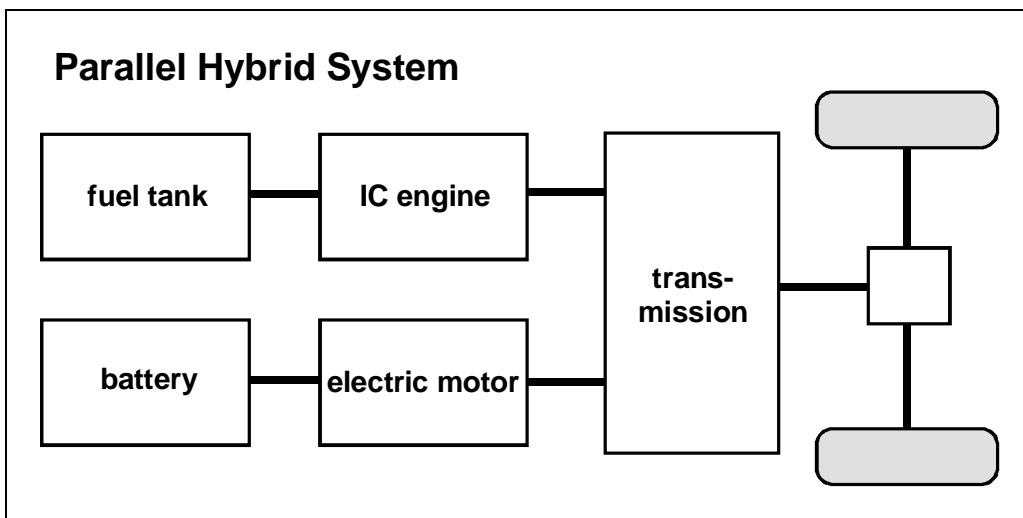 Parallel Hybrid System
fuel tank
IC engine
trans-
mission
battery
electric motor